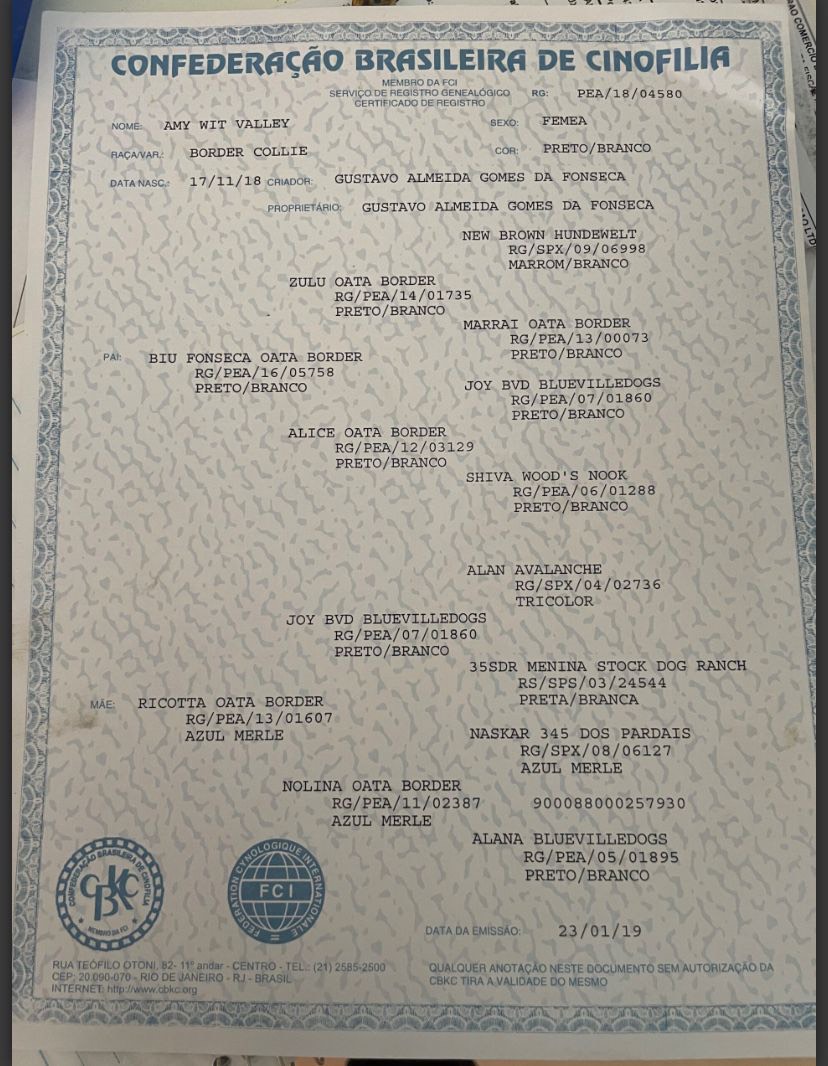 CONFEDERAÇÃO BRASILEIRA DE CINOFILIA
MEMBRO DA FCI
SERVIÇO DE REGISTRO GENEALÓGICO
CERTIFICADO DE REGISTRO
RG: PEA/18/04580
NOME: AMY WIT VALLEY
SEXO: FEMEA
RAÇA/VAR.: BORDER COLLIE
COR: PRETO/BRANCO
DATA NASC.: 17/11/18 CRIADOR: GUSTAVO ALMEIDA GOMES DA FONSECA
PROPRIETÁRIO: GUSTAVO ALMEIDA GOMES DA FONSECA
NEW BROWN HUNDEWELT
RG/SPX/09/06998
MARROM/BRANCO
ZULU OATA BORDER
RG/PEA/14/01735
PRETO/BRANCO
MARRAI OATA BORDER
RG/PEA/13/00073
PRETO/BRANCO
PAI: BIU FONSECA OATA BORDER
RG/PEA/16/05758
PRETO/BRANCO
JOY BVD BLUEVILLEDOGS
RG/PEA/07/01860
PRETO/BRANCO
ALICE OATA BORDER
RG/PEA/12/03129
PRETO/BRANCO
SHIVA WOOD'S NOOK
RG/PEA/06/01288
PRETO/BRANCO
ALAN AVALANCHE
RG/SPX/04/02736
TRICOLOR
JOY BVD BLUEVILLEDOGS
RG/PEA/07/01860
PRETO/BRANCO
35SDR MENINA STOCK DOG RANCH
RS/SPS/03/24544
PRETA/BRANCA
MÃE: RICOTTA OATA BORDER
RG/PEA/13/01607
AZUL MERLE
NASKAR 345 DOS PARDAIS
RG/SPX/08/06127
AZUL MERLE
NOLINA OATA BORDER
RG/PEA/11/02387
AZUL MERLE
900088000257930
ALANA BLUEVILLEDOGS
RG/PEA/05/01895
PRETO/BRANCO
CONFEDERAÇÃO BRASILEIRA DE CINOFILIA
CBKC
MEMBRO DA FCI
FEDERATION CYNOLOGIQUE INTERNATIONALE
FCI
DATA DA EMISSÃO: 23/01/19
RUA TEÓFILO OTONI, 82- 11º andar - CENTRO - TEL.: (21) 2585-2500
CEP: 20.090-070 - RIO DE JANEIRO - RJ - BRASIL
INTERNET: http://www.cbkc.org
QUALQUER ANOTAÇÃO NESTE DOCUMENTO SEM AUTORIZAÇÃO DA
CBKC TIRA A VALIDADE DO MESMO